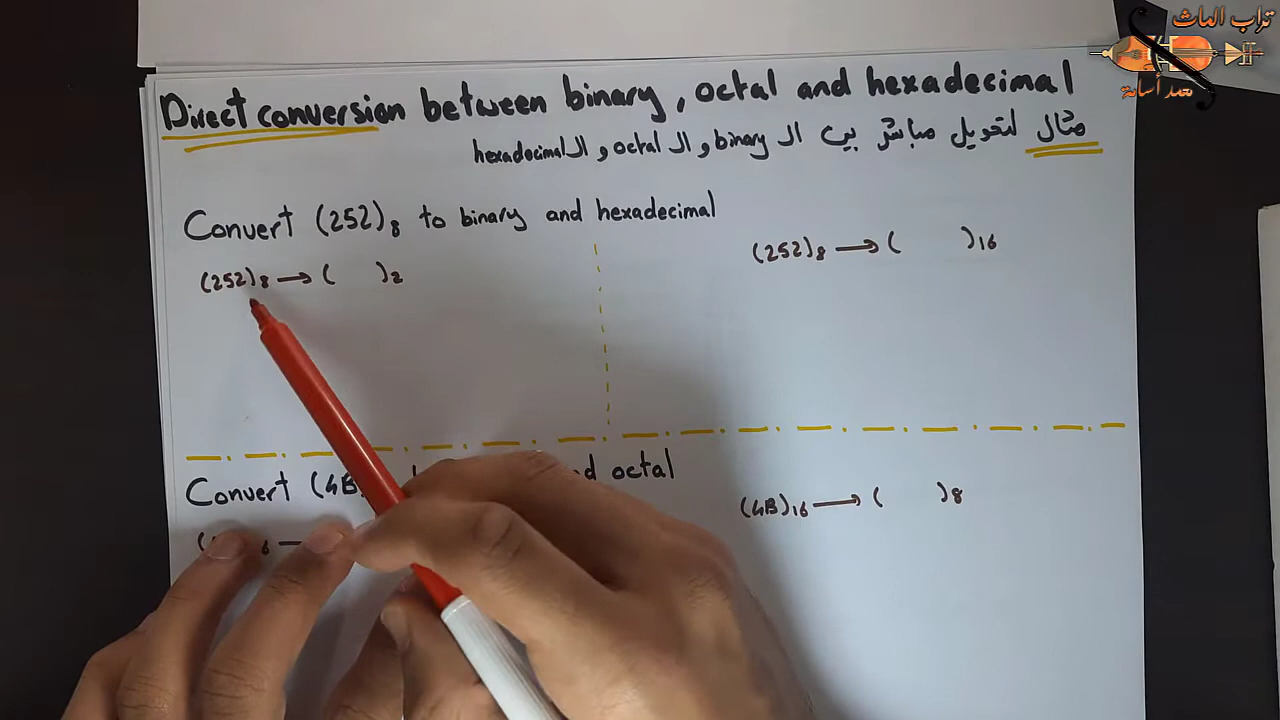 تراب الماث
محمد أسامة
Direct conversion between binary, octal and hexadecimal
مثال لتحويل مباشر بين ال binary و ال octal و ال hexadecimal
Convert (252)8 to binary and hexadecimal
(252)8 → ( )2
(252)8 → ( )16
Convert (4B) and octal
(4B)16 → ( )8